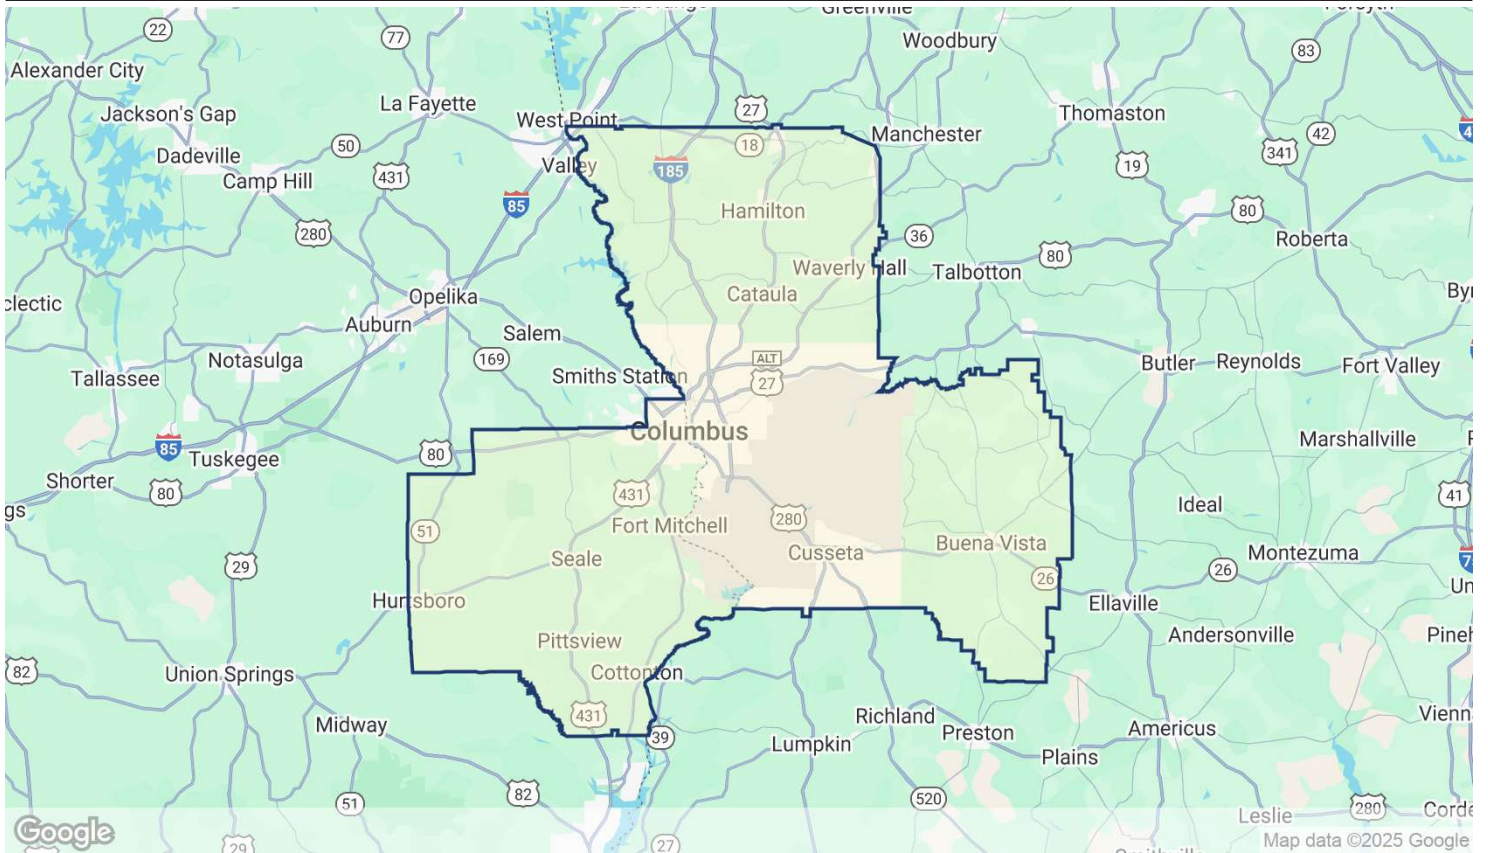 Greenville
22
77
Woodbury
83
Alexander City
La Fayette
27
Thomaston
Jackson's Gap
West Point
Manchester
42
50
18
341
Dadeville
Valley
185
19
Camp Hill
431
85
Hamilton
80
280
36
Roberta
Waverly Hall
Talbotton
80
Opelika
Cataula
Auburn
Salem
169
ALT
27
Notasulga
Butler
Reynolds
Fort Valley
Tallassee
Smiths Station
Columbus
Marshallville
85
80
Tuskegee
Shorter
80
431
41
Ideal
Fort Mitchell
280
51
Seale
Cusseta
Buena Vista
Montezuma
29
26
26
Hurtsboro
Ellaville
Andersonville
Pittsview
82
Union Springs
Cottonton
431
Richland
Midway
39
Lumpkin
Preston
Americus
Plains
82
51
520
280
Leslie
Google
29
27
Map data ©2025 Google